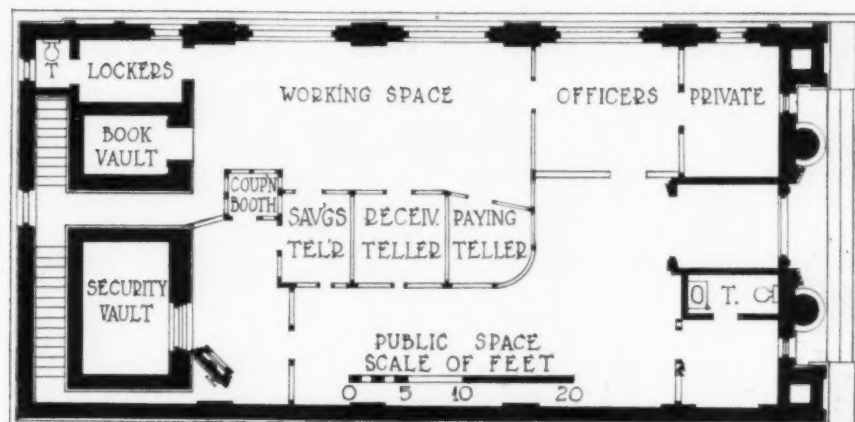 T
LOCKERS
WORKING SPACE
OFFICERS
PRIVATE
BOOK
VAULT
COUP'N
BOOTH
SAV'GS
TEL'R
RECEIV.
TELLER
PAYING
TELLER
SECURITY
VAULT
T.
PUBLIC SPACE
SCALE OF FEET
0 5 10 20